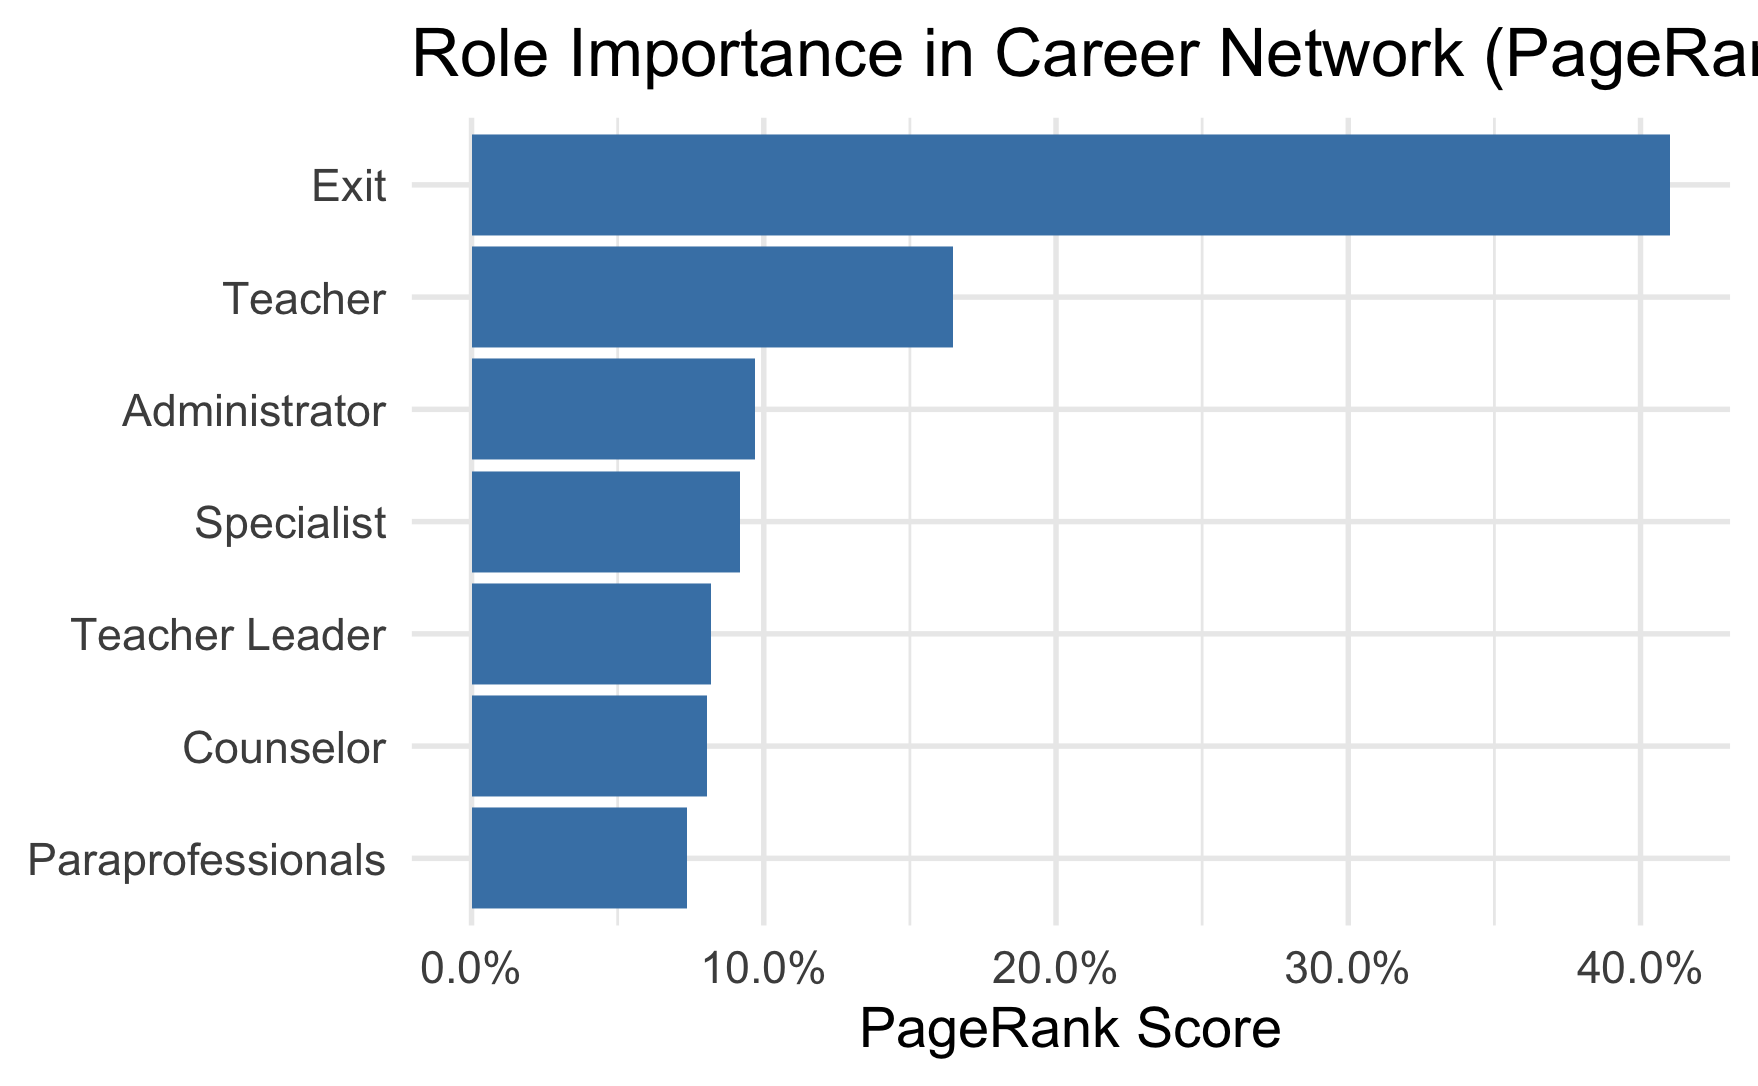 Role Importance in Career Network (PageRan
Exit
Teacher
Administrator
Specialist
Teacher Leader
Counselor
Paraprofessionals
0.0% 10.0% 20.0% 30.0% 40.0%
PageRank Score